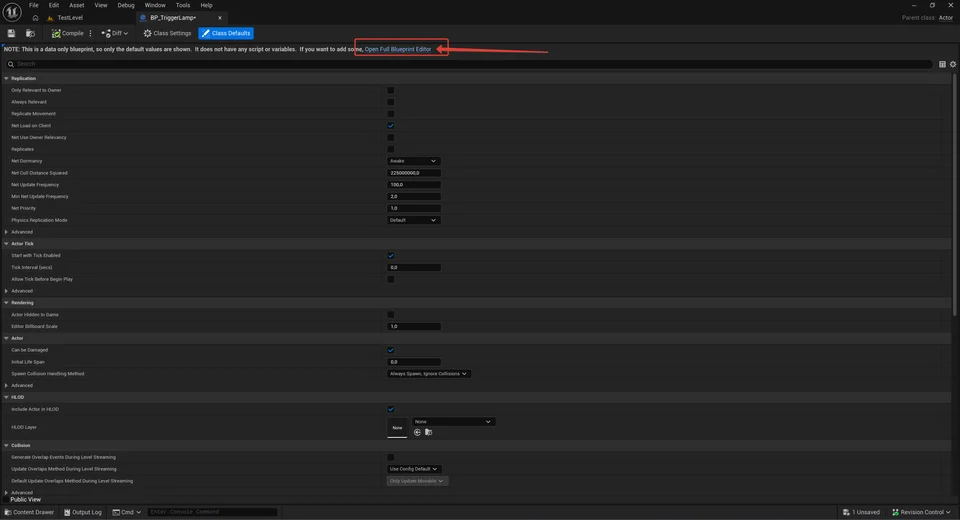 File Edit Asset View Debug Window Tools Help
TestLevel BP_TriggerLamp• Parent class: Actor
Compile Diff Class Settings Class Defaults
NOTE: This is a data only blueprint, so only the default values are shown. It does not have any script or variables. If you want to add some, Open Full Blueprint Editor
Search
Replication
Only Relevant to Owner
Always Relevant
Replicate Movement
Net Load on Client
Net Use Owner Relevancy
Replicates
Net Dormancy Awake
Net Cull Distance Squared 225000000,0
Net Update Frequency 100,0
Min Net Update Frequency 2,0
Net Priority 1,0
Physics Replication Mode Default
Advanced
Actor Tick
Start with Tick Enabled
Tick Interval (secs) 0,0
Allow Tick Before Begin Play
Advanced
Rendering
Actor Hidden In Game
Editor Billboard Scale 1,0
Actor
Can be Damaged
Initial Life Span 0,0
Spawn Collision Handling Method Always Spawn, Ignore Collisions
Advanced
HLOD
Include Actor in HLOD
HLOD Layer None None
Collision
Generate Overlap Events During Level Streaming
Update Overlaps Method During Level Streaming Use Config Default
Default Update Overlaps Method During Level Streaming Only Update Movable
Advanced
Public View
Content Drawer Output Log Cmd Enter Console Command 1 Unsaved Revision Control